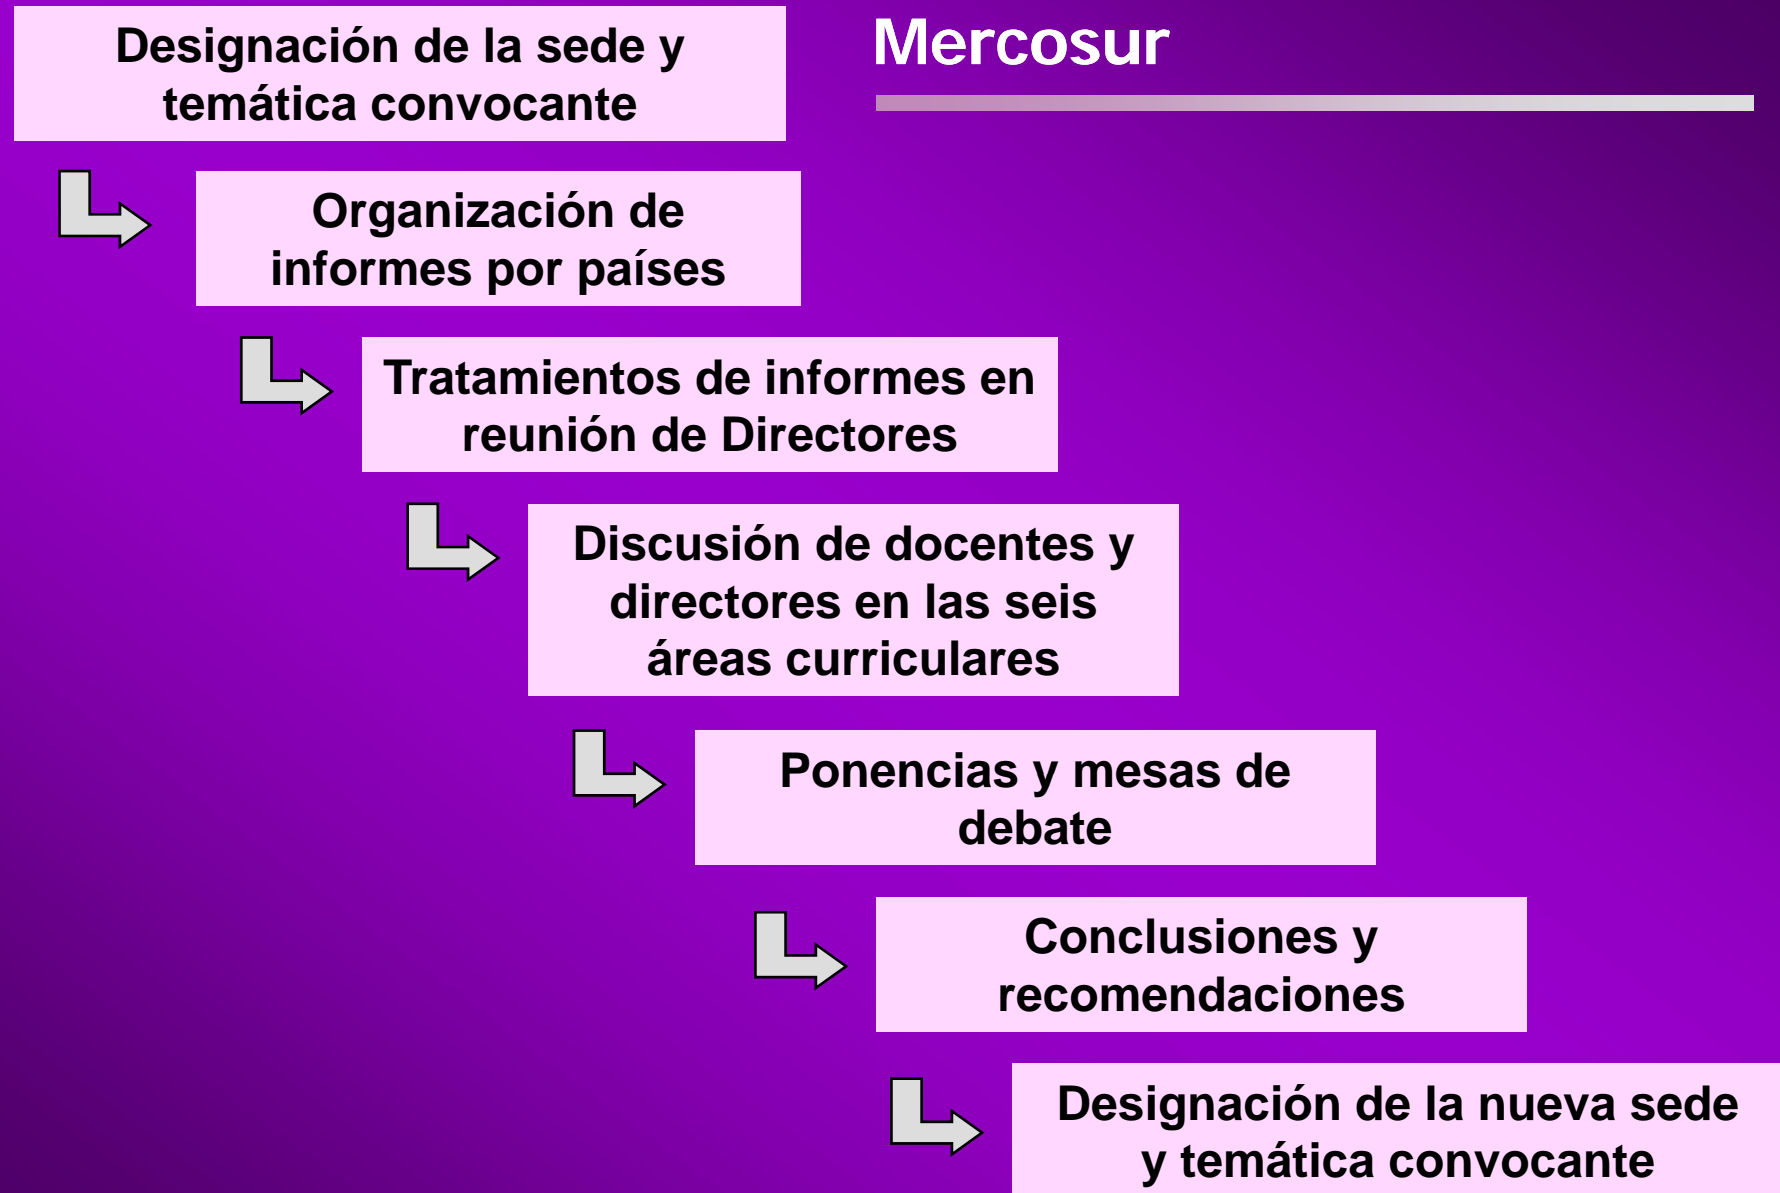 Mercosur
Designación de la sede y
temática convocante
Organización de
informes por países
Tratamientos de informes en
reunión de Directores
Discusión de docentes y
directores en las seis
áreas curriculares
Ponencias y mesas de
debate
Conclusiones y
recomendaciones
Designación de la nueva sede
y temática convocante